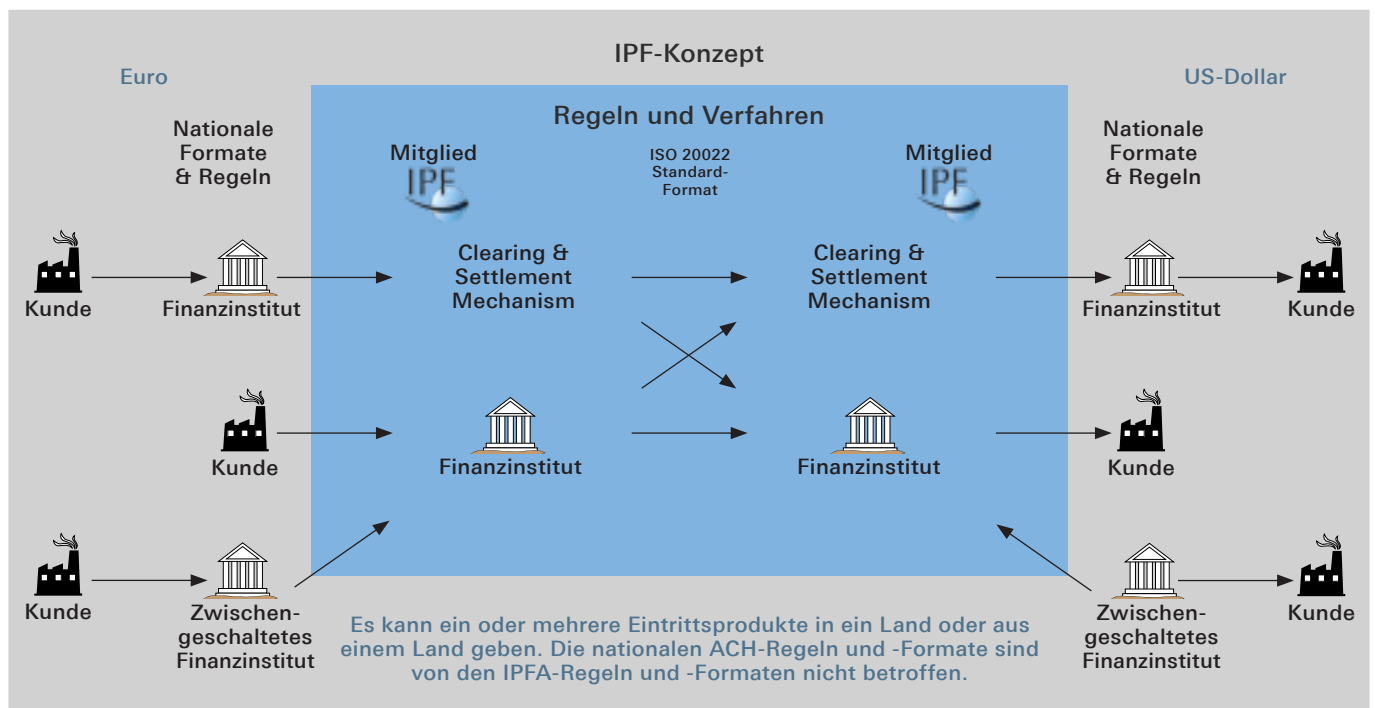 IPF-Konzept
Euro
US-Dollar
Regeln und Verfahren
Nationale
Formate
& Regeln
Mitglied
IPF
ISO 20022
Standard-
Format
Mitglied
IPF
Nationale
Formate
& Regeln
Kunde
Finanzinstitut
Clearing &
Settlement
Mechanism
Clearing &
Settlement
Mechanism
Finanzinstitut
Kunde
Kunde
Finanzinstitut
Finanzinstitut
Kunde
Kunde
Zwischen-
geschaltetes
Finanzinstitut
Es kann ein oder mehrere Eintrittsprodukte in ein Land oder aus
einem Land geben. Die nationalen ACH-Regeln und -Formate sind
von den IPFA-Regeln und -Formaten nicht betroffen.
Zwischen-
geschaltetes
Finanzinstitut
Kunde